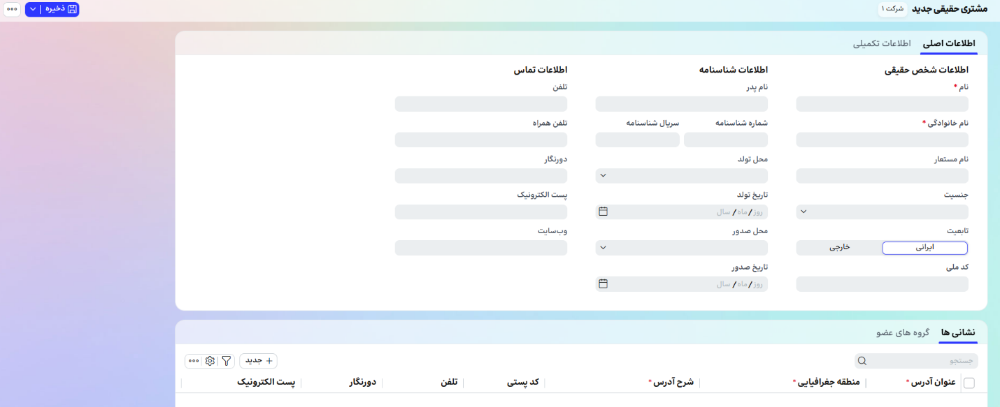 مشتری حقیقی جدید
شرکت ۱
ذخیره
اطلاعات اصلی
اطلاعات تکمیلی
اطلاعات شخص حقیقی
نام *
نام خانوادگی *
نام مستعار
جنسیت
تابعیت
ایرانی
خارجی
کد ملی
اطلاعات شناسنامه
نام پدر
شماره شناسنامه
سریال شناسنامه
محل تولد
تاریخ تولد
روز/ماه/سال
محل صدور
تاریخ صدور
روز/ماه/سال
اطلاعات تماس
تلفن
تلفن همراه
دورنگار
پست الکترونیک
وب‌سایت
نشانی ها
گروه های عضو
جستجو
جدید +
عنوان آدرس *
منطقه جغرافیایی *
شرح آدرس *
کد پستی
تلفن
دورنگار
پست الکترونیک